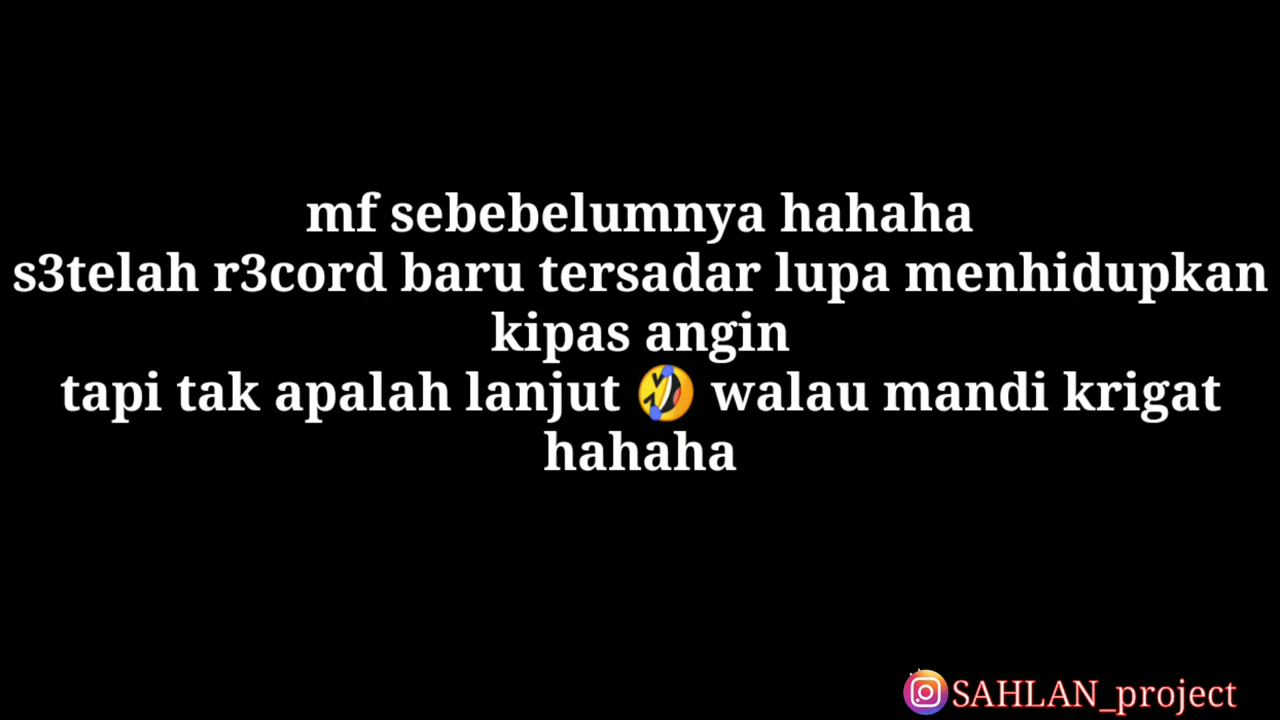 mf sebebelumnya hahaha
s3telah r3cord baru tersadar lupa menhidupkan
kipas angin
tapi tak apalah lanjut 🤣 walau mandi krigat
hahaha
SAHLAN_project